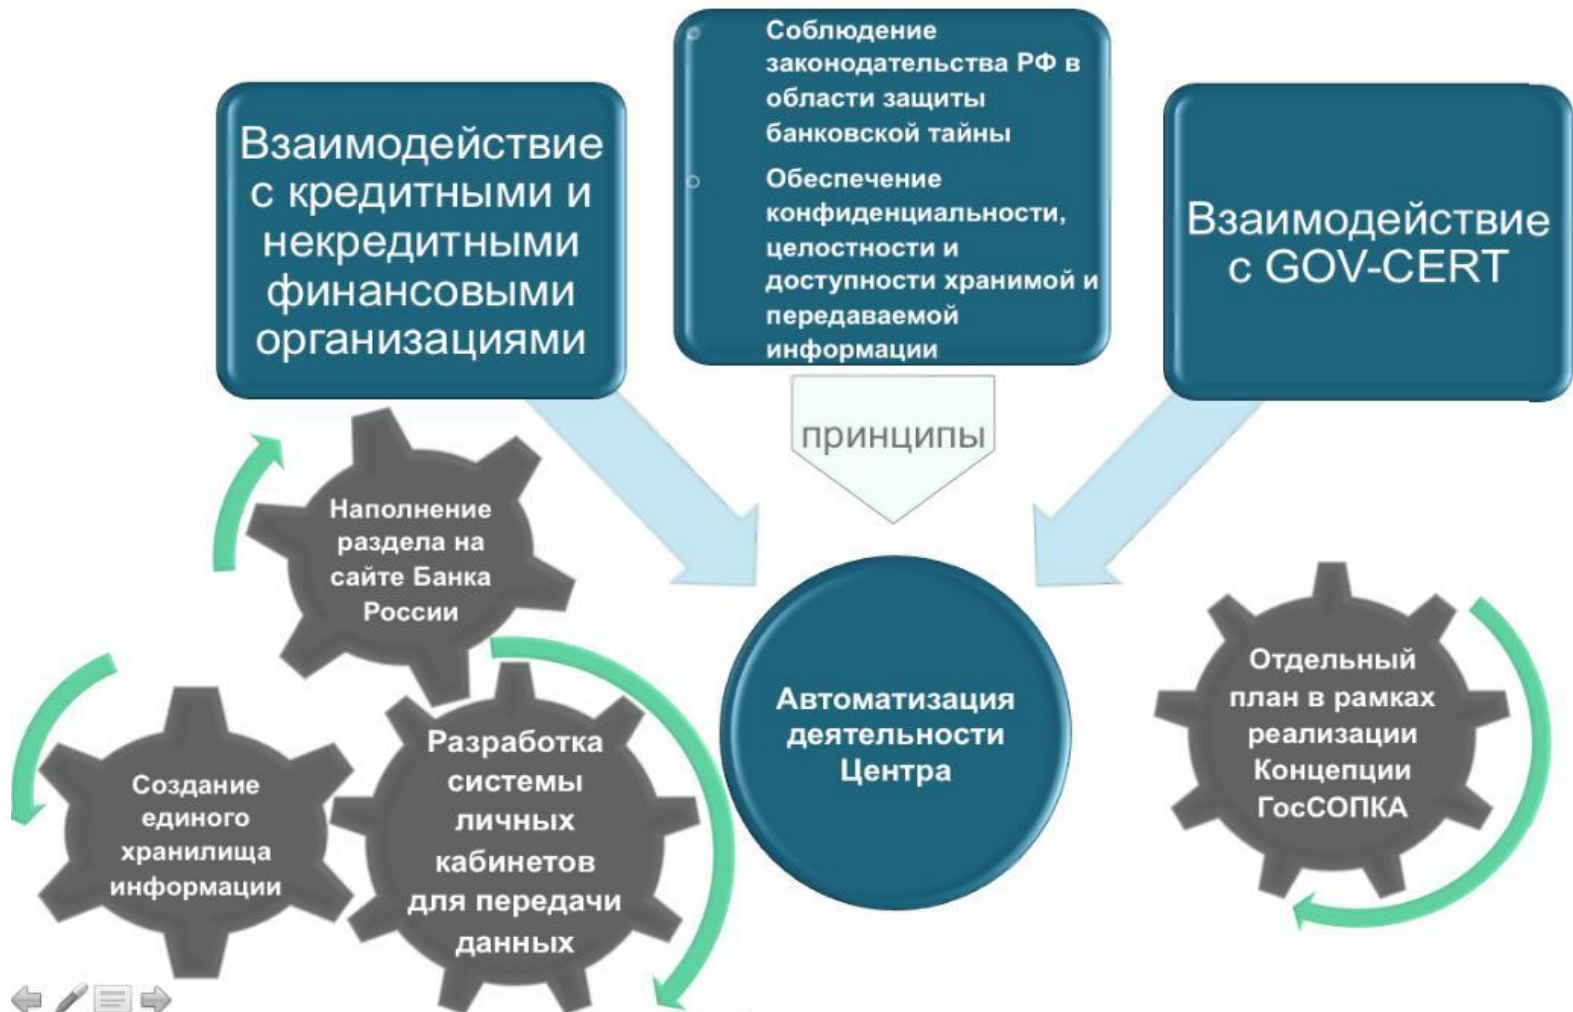 Взаимодействие
с кредитными и
некредитными
финансовыми
организациями
Соблюдение
законодательства РФ в
области защиты
банковской тайны
Обеспечение
конфиденциальности,
целостности и
доступности хранимой и
передаваемой
информации
Взаимодействие
с GOV-CERT
принципы
Наполнение
раздела на
сайте Банка
России
Создание
единого
хранилища
информации
Разработка
системы
личных
кабинетов
для передачи
данных
Автоматизация
деятельности
Центра
Отдельный
план в рамках
реализации
Концепции
ГосСОПКА